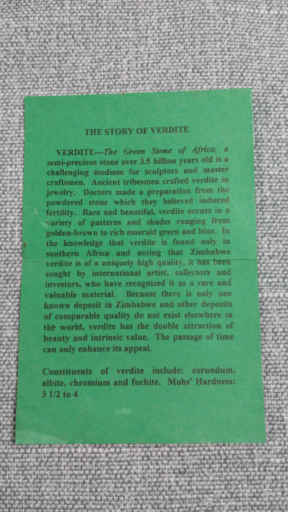 THE STORY OF VERDITE
VERDITE—The Green Stone of Africa, a
semi-precious stone over 3.5 billion years old is a
challenging medium for sculptors and master
craftsmen. Ancient tribesmen crafted verdite in
jewelry. Doctors made a preparation from the
powdered stone which they believed induced
fertility. Rare and beautiful, verdite occurs in a
variety of patterns and shades ranging from
golden-brown to rich emerald green and blue. In
the knowledge that verdite is found only in
southern Africa and seeing that Zimbabwe
verdite is of a uniquely high quality, it has been
sought by international artist, collectors and
investors, who have recognized it as a rare and
valuable material. Because there is only one
known deposit in Zimbabwe and other deposits
of comparable quality do not exist elsewhere in
the world, verdite has the double attraction of
beauty and intrinsic value. The passage of time
can only enhance its appeal.
Constituents of verdite include: corundum,
albite, chromium and fuchite. Mohs' Hardness:
3 1/2 to 4